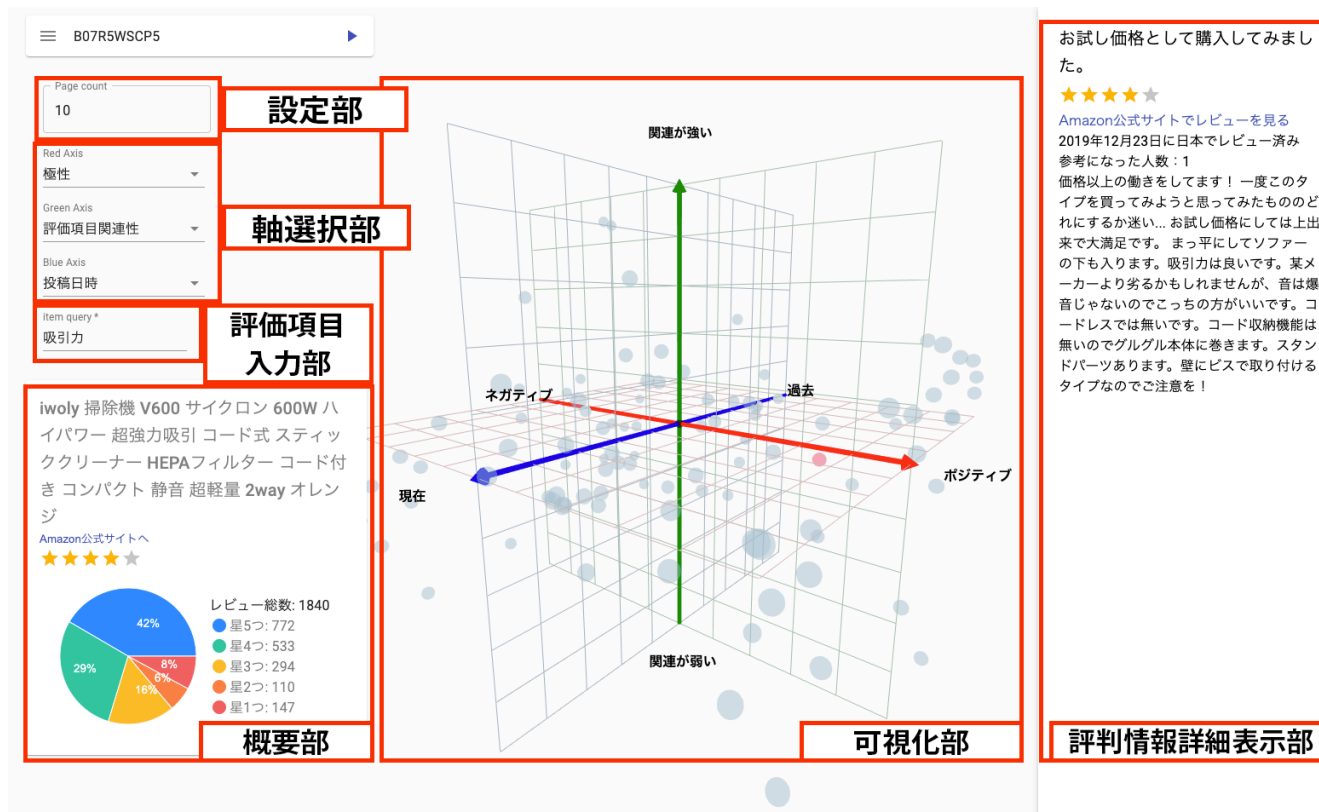 B07R5WSCP5
Page count
10
設定部
Red Axis
極性
Green Axis
評価項目関連性
軸選択部
Blue Axis
投稿日時
item query *
吸引力
評価項目
入力部
iwoly 掃除機 V600 サイクロン 600W ハ
イパワー 超強力吸引 コード式 スティッ
ククリーナー HEPAフィルター コード付
き コンパクト 静音 超軽量 2way オレン
ジ
Amazon公式サイトへ
42%
29%
16%
6%
8%
レビュー総数: 1840
星5つ: 772
星4つ: 533
星3つ: 294
星2つ: 110
星1つ: 147
概要部
関連が強い
ネガティブ
過去
現在
ポジティブ
関連が弱い
可視化部
お試し価格として購入してみまし
た。
Amazon公式サイトでレビューを見る
2019年12月23日に日本でレビュー済み
参考になった人数：1
価格以上の働きをしてます！ 一度このタ
イプを買ってみようと思ってみたもののど
れにするか迷い... お試し価格にしては上出
来で大満足です。 まっ平にしてソファー
の下も入ります。吸引力は良いです。某メ
ーカーより劣るかもしれませんが、音は爆
音じゃないのでこっちの方がいいです。コ
ードレスでは無いです。コード収納機能は
無いのでグルグル本体に巻きます。スタン
ドパーツあります。壁にビスで取り付ける
タイプなのでご注意を！
評判情報詳細表示部